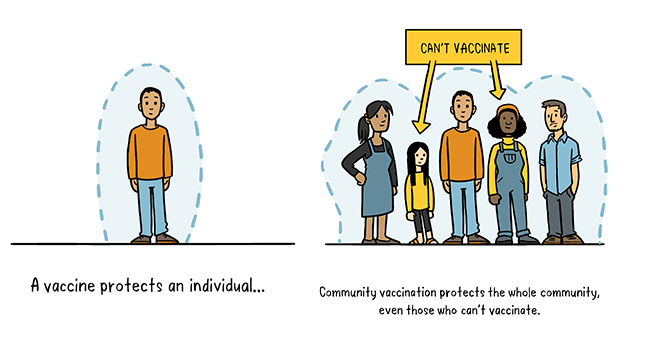 CAN'T VACCINATE
A vaccine protects an individual...
Community vaccination protects the whole community,
even those who can't vaccinate.